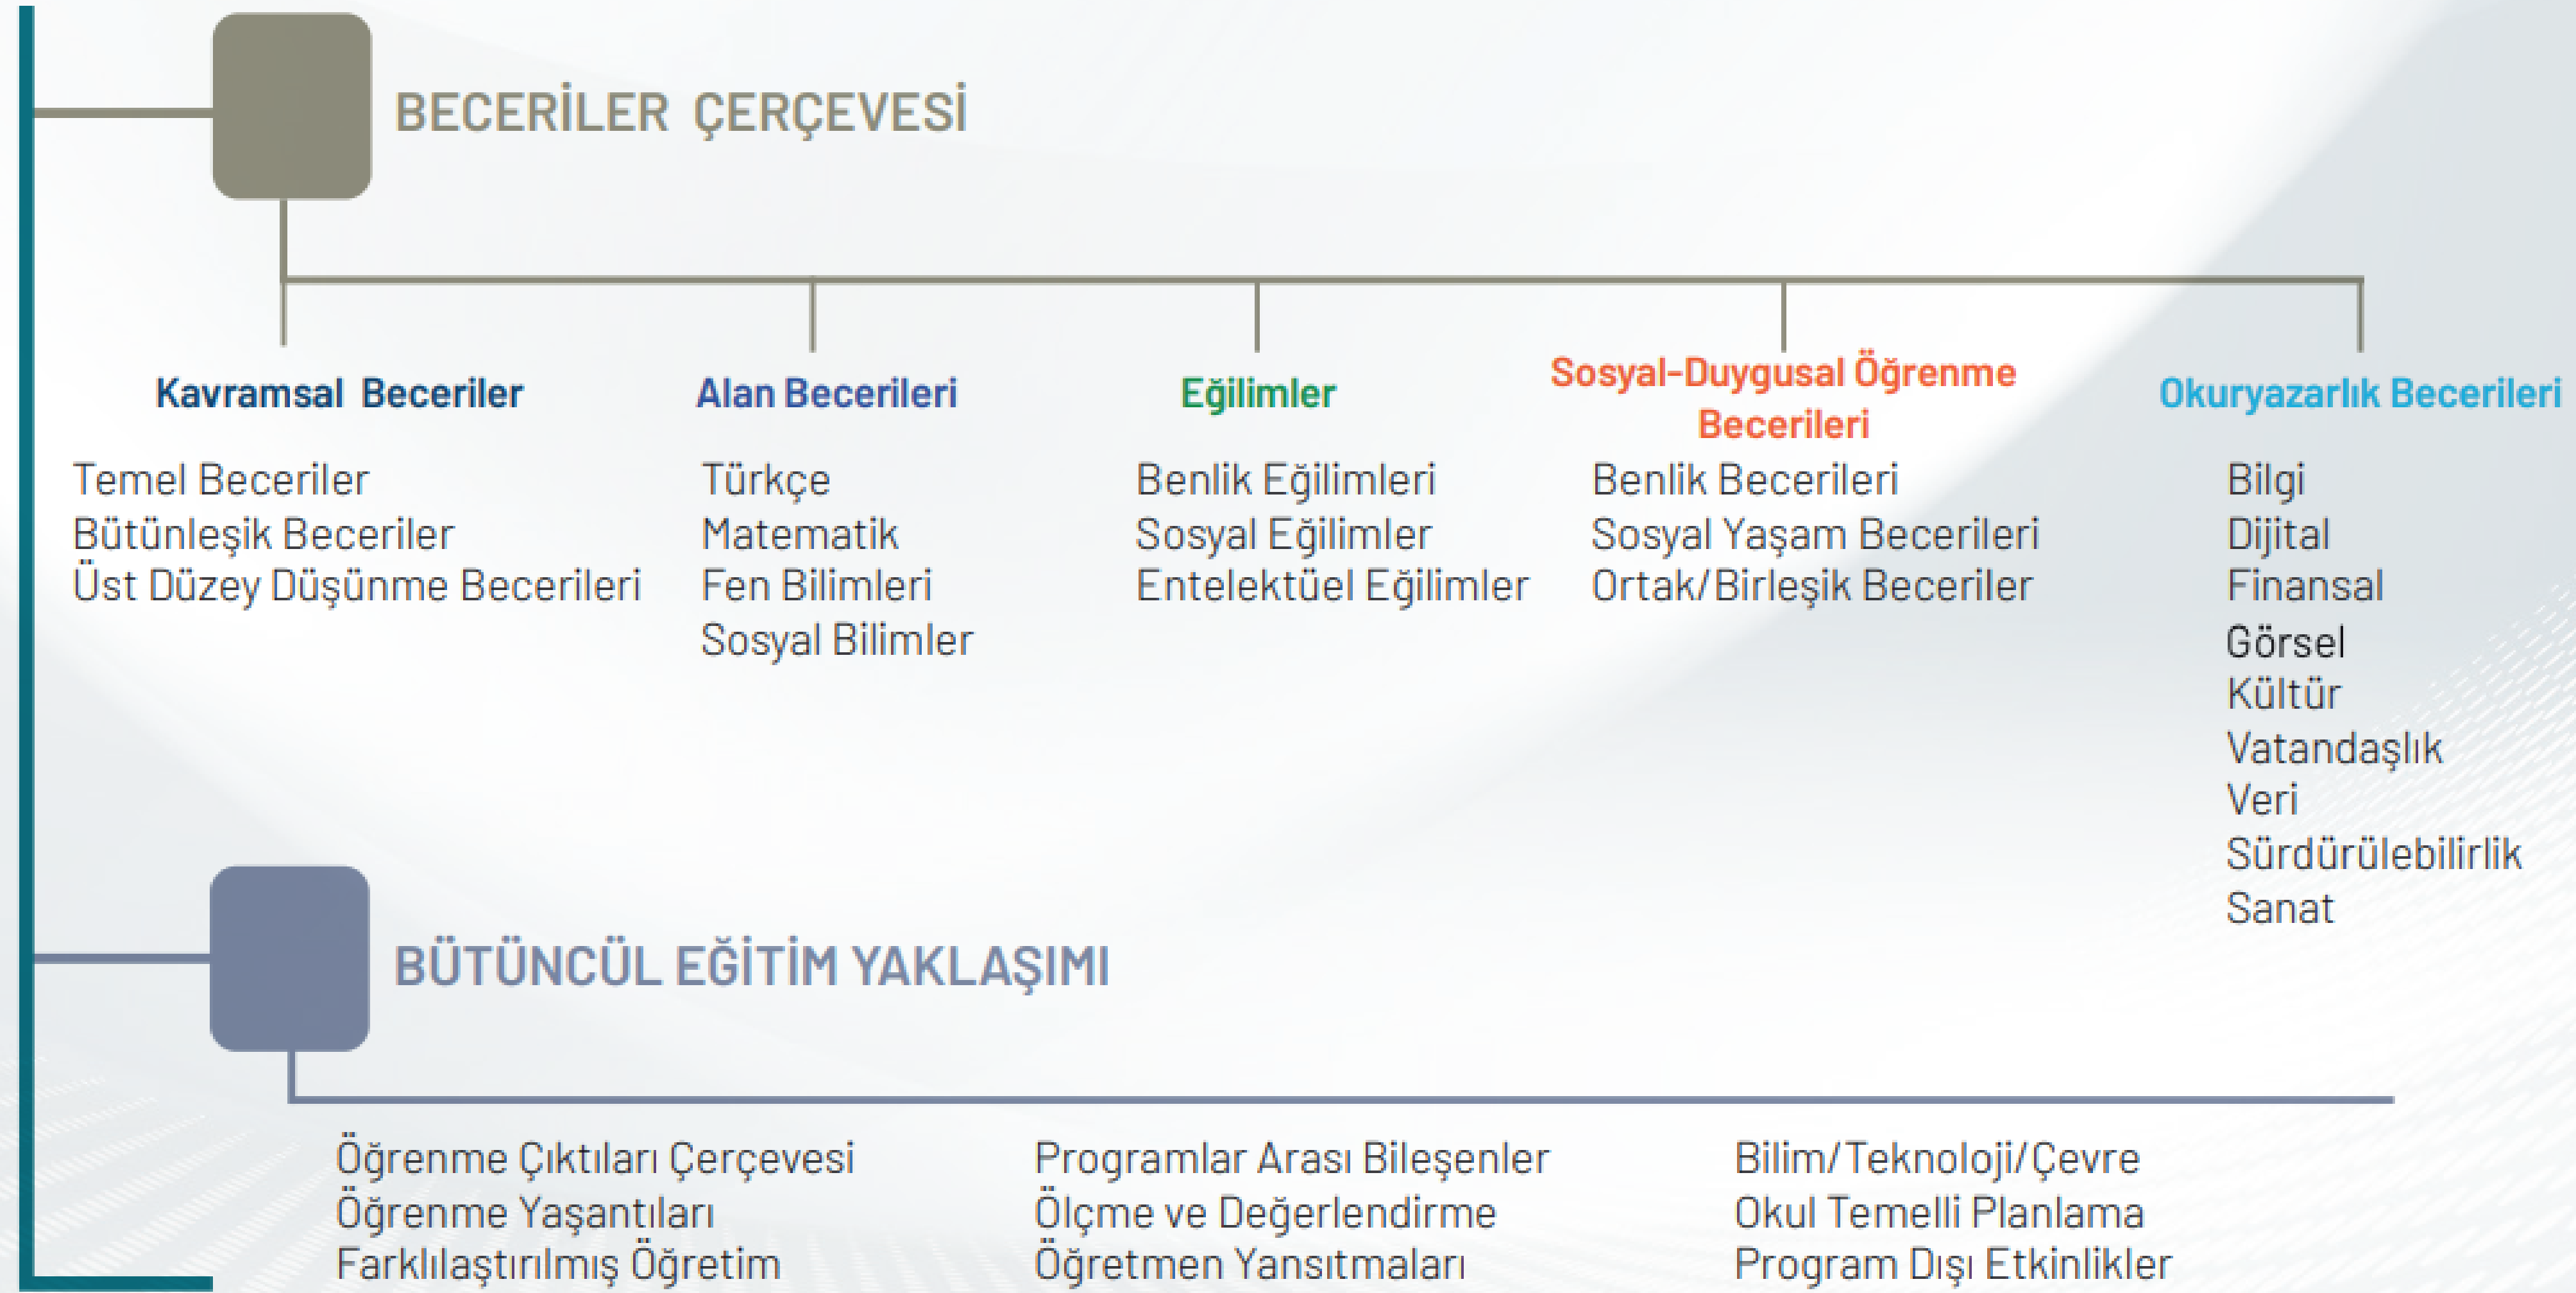 BECERİLER ÇERÇEVESİ
Kavramsal Beceriler
Temel Beceriler
Bütünleşik Beceriler
Üst Düzey Düşünme Becerileri
Alan Becerileri
Türkçe
Matematik
Fen Bilimleri
Sosyal Bilimler
Eğilimler
Benlik Eğilimleri
Sosyal Eğilimler
Entelektüel Eğilimler
Sosyal-Duygusal Öğrenme
Becerileri
Benlik Becerileri
Sosyal Yaşam Becerileri
Ortak/Birleşik Beceriler
Okuryazarlık Becerileri
Bilgi
Dijital
Finansal
Görsel
Kültür
Vatandaşlık
Veri
Sürdürülebilirlik
Sanat
BÜTÜNCÜL EĞİTİM YAKLAŞIMI
Öğrenme Çıktıları Çerçevesi
Öğrenme Yaşantıları
Farklılaştırılmış Öğretim
Programlar Arası Bileşenler
Ölçme ve Değerlendirme
Öğretmen Yansıtmaları
Bilim/Teknoloji/Çevre
Okul Temelli Planlama
Program Dışı Etkinlikler